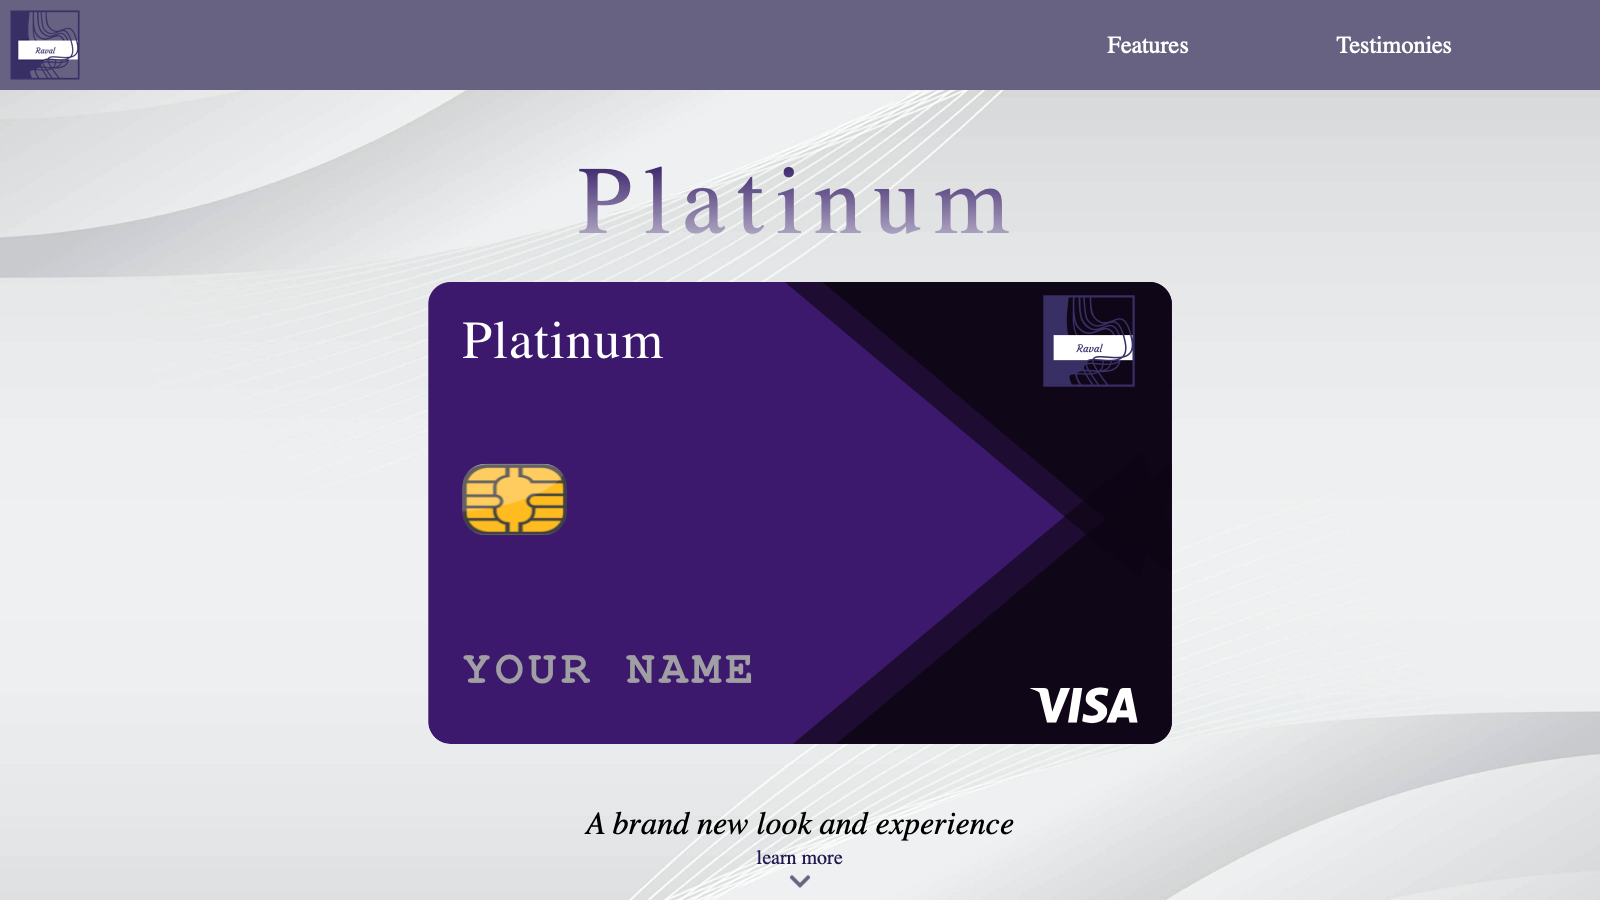 Raval
Features
Testimonies
Platinum
Platinum
Raval
YOUR NAME
VISA
A brand new look and experience
learn more